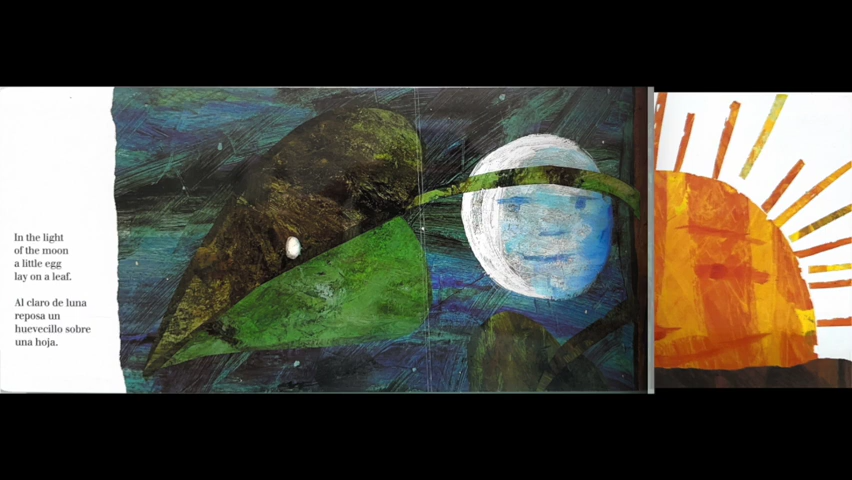 In the light
of the moon
a little egg
lay on a leaf.
Al claro de luna
reposa un
huevecillo sobre
una hoja.